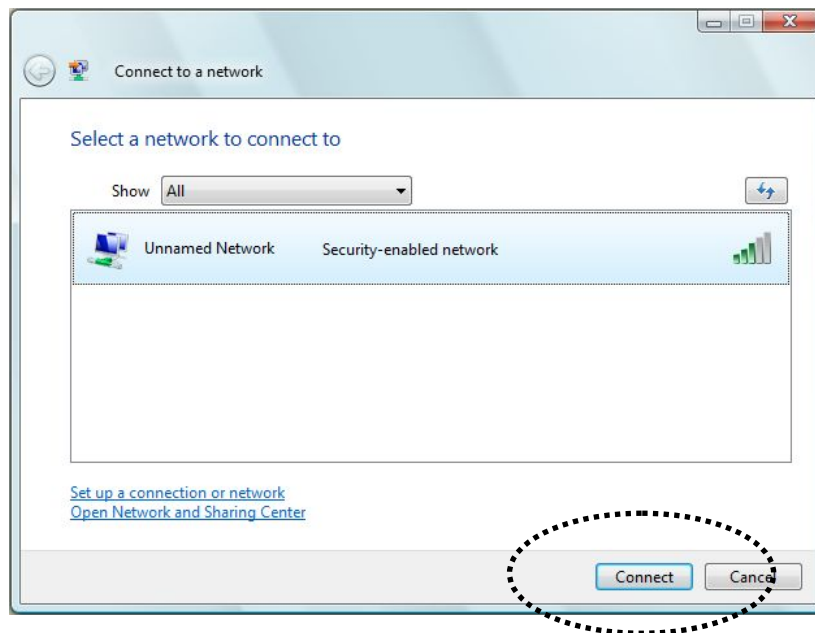 Connect to a network
Select a network to connect to
Show All
Unnamed Network Security-enabled network
Set up a connection or network
Open Network and Sharing Center
Connect Cancel